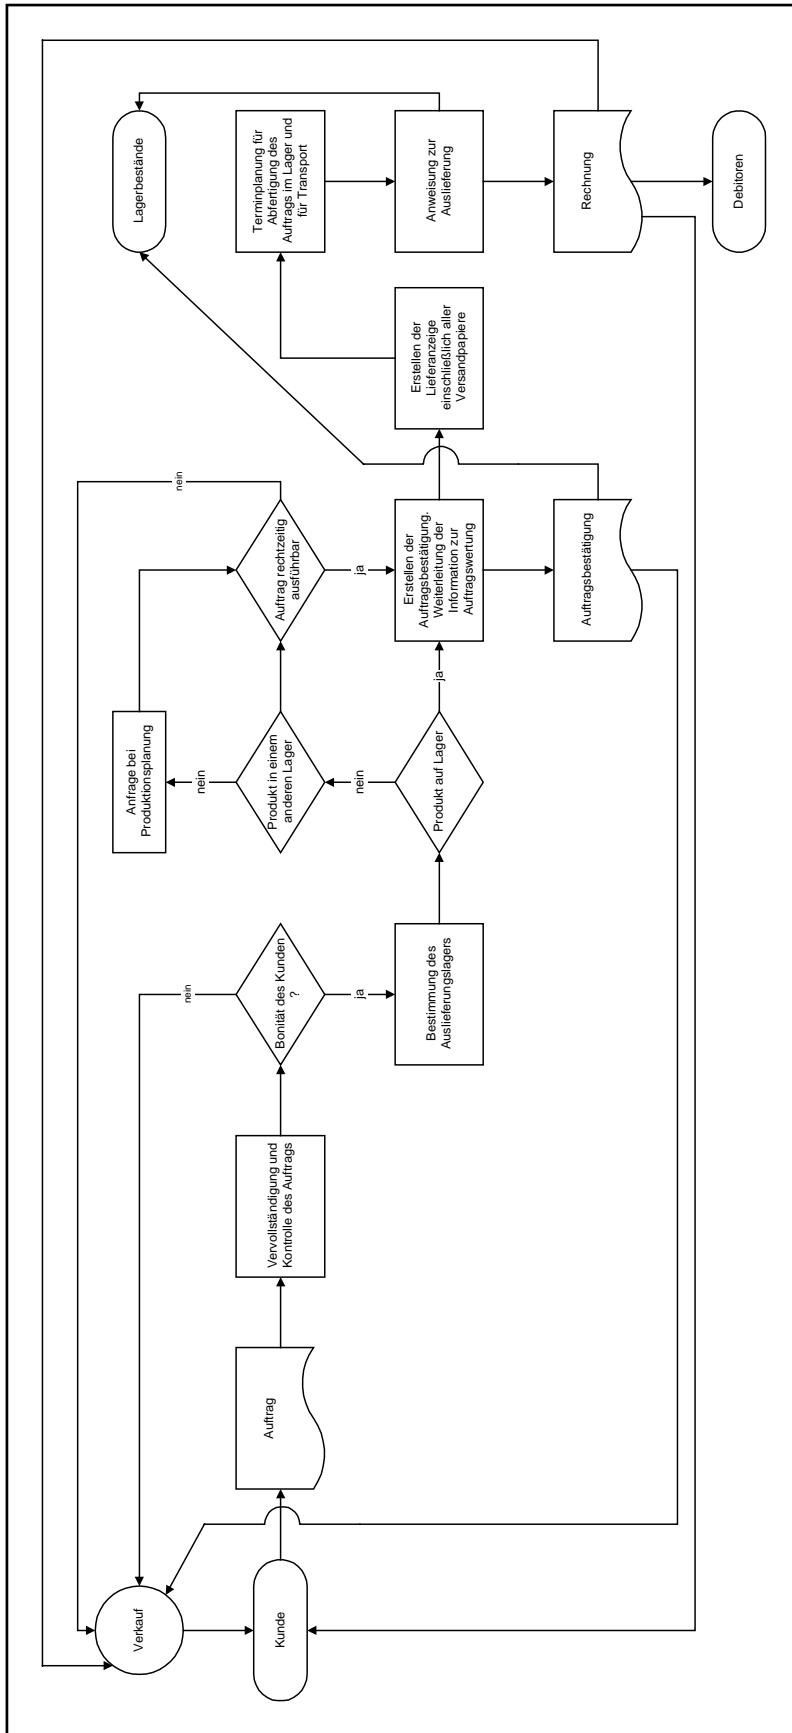 Verkauf
Kunde
Auftrag
Vervollständigung und
Kontrolle des Auftrags
Bonität des Kunden
?
nein
ja
Bestimmung des
Auslieferungslagers
Produkt auf Lager
nein
ja
Produkt in einem
anderen Lager
nein
Anfrage bei
Produktionsplanung
Auftrag rechtzeitig
ausführbar
nein
ja
Erstellen der
Auftragsbestätigung.
Weiterleitung der
Information zur
Auftragswertung
Auftragsbestätigung
Erstellen der
Lieferanzeige
einschließlich aller
Versandpapiere
Lagerbestände
Terminplanung für
Abfertigung des
Auftrags im Lager und
für Transport
Anweisung zur
Auslieferung
Rechnung
Debitoren